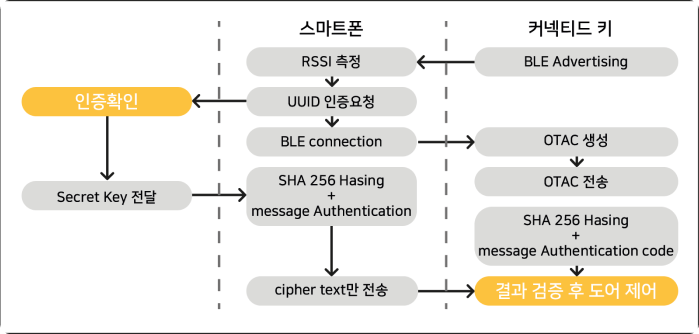 스마트폰
커넥티드 키
RSSI 측정
BLE Advertising
인증확인
UUID 인증요청
BLE connection
OTAC 생성
OTAC 전송
Secret Key 전달
SHA 256 Hasing
+
message Authentication
SHA 256 Hasing
+
message Authentication code
cipher text만 전송
결과 검증 후 도어 제어